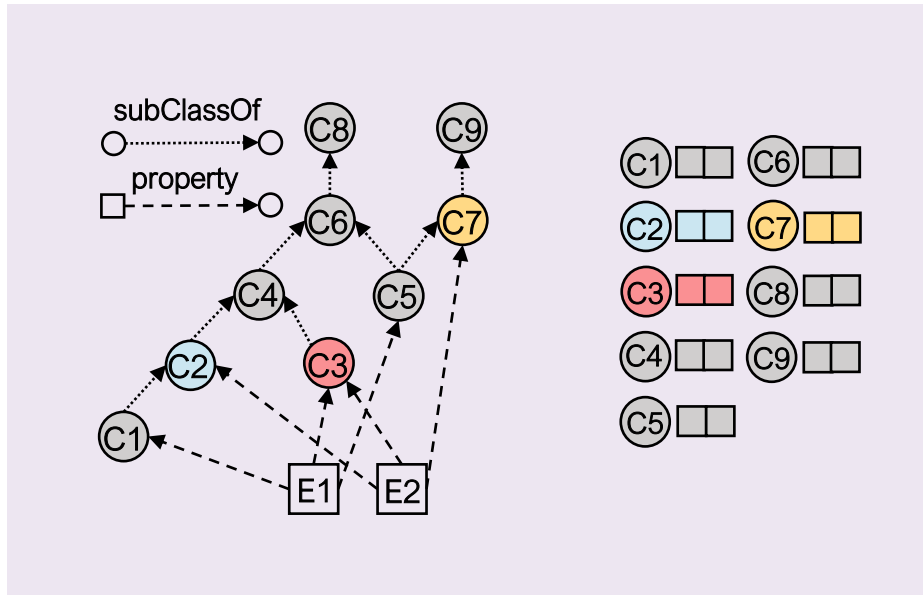 subClassOf
property
C8
C9
C6
C7
C4
C5
C2
C3
C1
E1
E2
C1
C6
C2
C7
C3
C8
C4
C9
C5